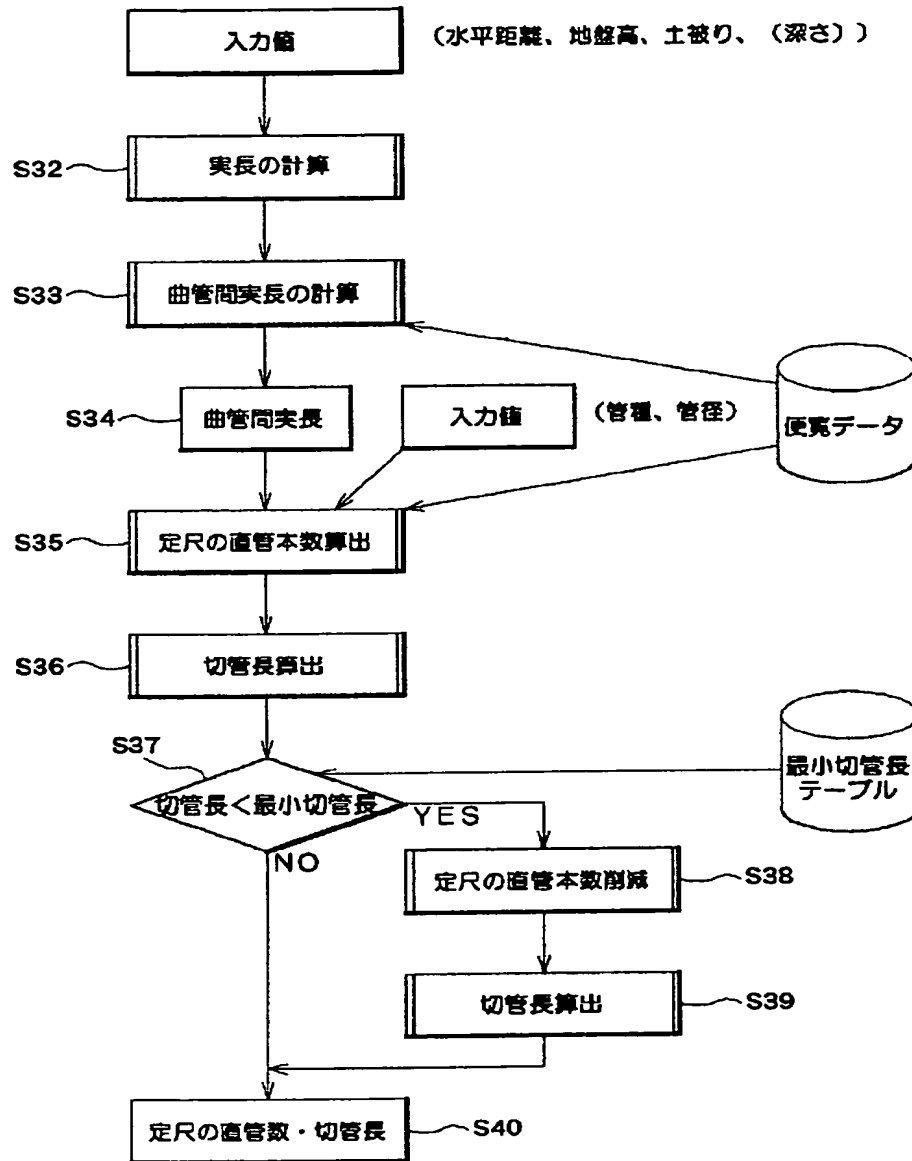 入力値
(水平距離、地盤高、土被り、(深さ))
S32
実長の計算
S33
曲管間実長の計算
S34
曲管間実長
入力値
(管種、管径)
便覧データ
S35
定尺の直管本数算出
S36
切管長算出
S37
切管長<最小切管長
YES
NO
最小切管長
テーブル
定尺の直管本数削減
S38
切管長算出
S39
定尺の直管数・切管長
S40